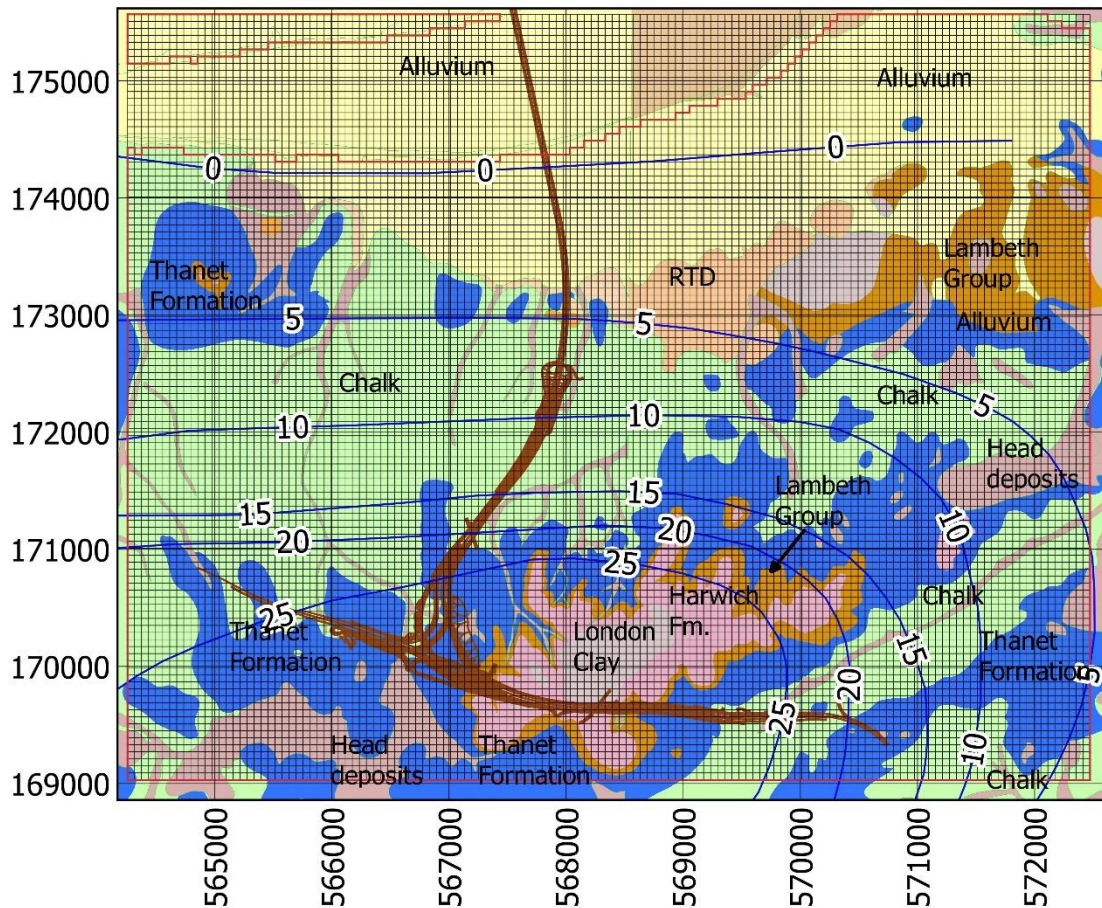 175000
174000
173000
172000
171000
170000
169000
Alluvium
Alluvium
0
0
0
Thanet
Formation
RTD
Lambeth
Group
Alluvium
5
5
5
Chalk
Chalk
10
10
Head
deposits
Lambeth
Group
15
15
20
20
10
25
25
Harwich
Fm.
Chalk
London
Clay
Thanet
Formation
15
Thanet
Formation
5
20
25
10
Head
deposits
Thanet
Formation
Chalk
565000
566000
567000
568000
569000
570000
571000
572000